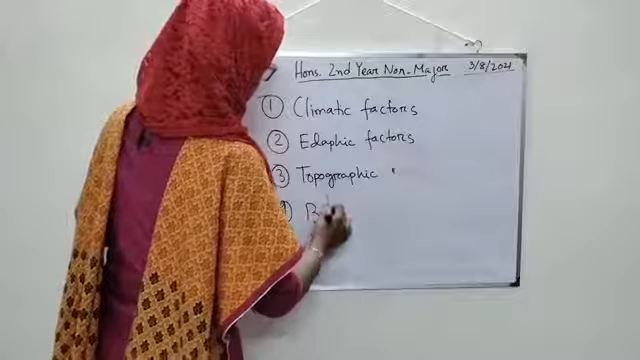 Hons. 2nd Year Non-Major 3/8/2021
① Climatic factors
② Edaphic factors
③ Topographic "
B